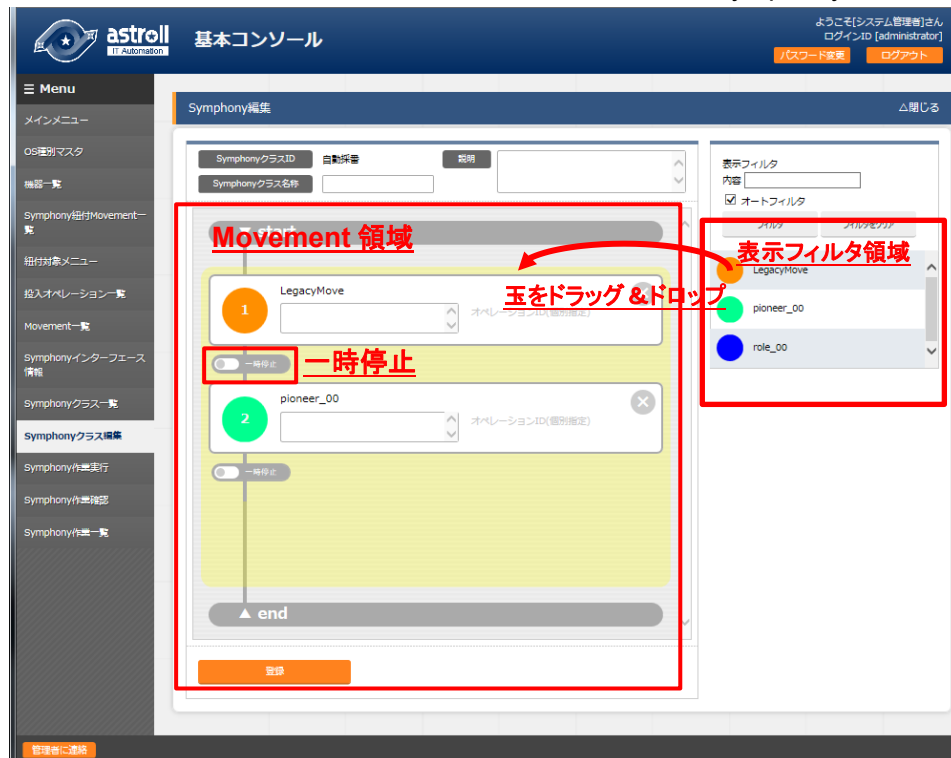 ようこそ[システム管理者]さん
ログインID [administrator]
astroll
IT Automation
基本コンソール
パスワード変更
ログアウト
☰ Menu
メインメニュー
OS種別マスタ
機器一覧
Symphony紐付Movement一
覧
紐付対象メニュー
投入オペレーション一覧
Movement一覧
Symphonyインターフェース
情報
Symphonyクラス一覧
Symphonyクラス編集
Symphony作業実行
Symphony作業確認
Symphony作業一覧
Symphony編集
△閉じる
SymphonyクラスID
自動採番
説明
Symphonyクラス名称
▼ start
Movement 領域
1
LegacyMove
オペレーションID(個別指定)
一時停止
一時停止
2
pioneer_00
オペレーションID(個別指定)
一時停止
▲ end
登録
表示フィルタ
内容
オートフィルタ
フィルタ
フィルタをクリア
表示フィルタ領域
玉をドラッグ&ドロップ
LegacyMove
pioneer_00
role_00
管理者に連絡